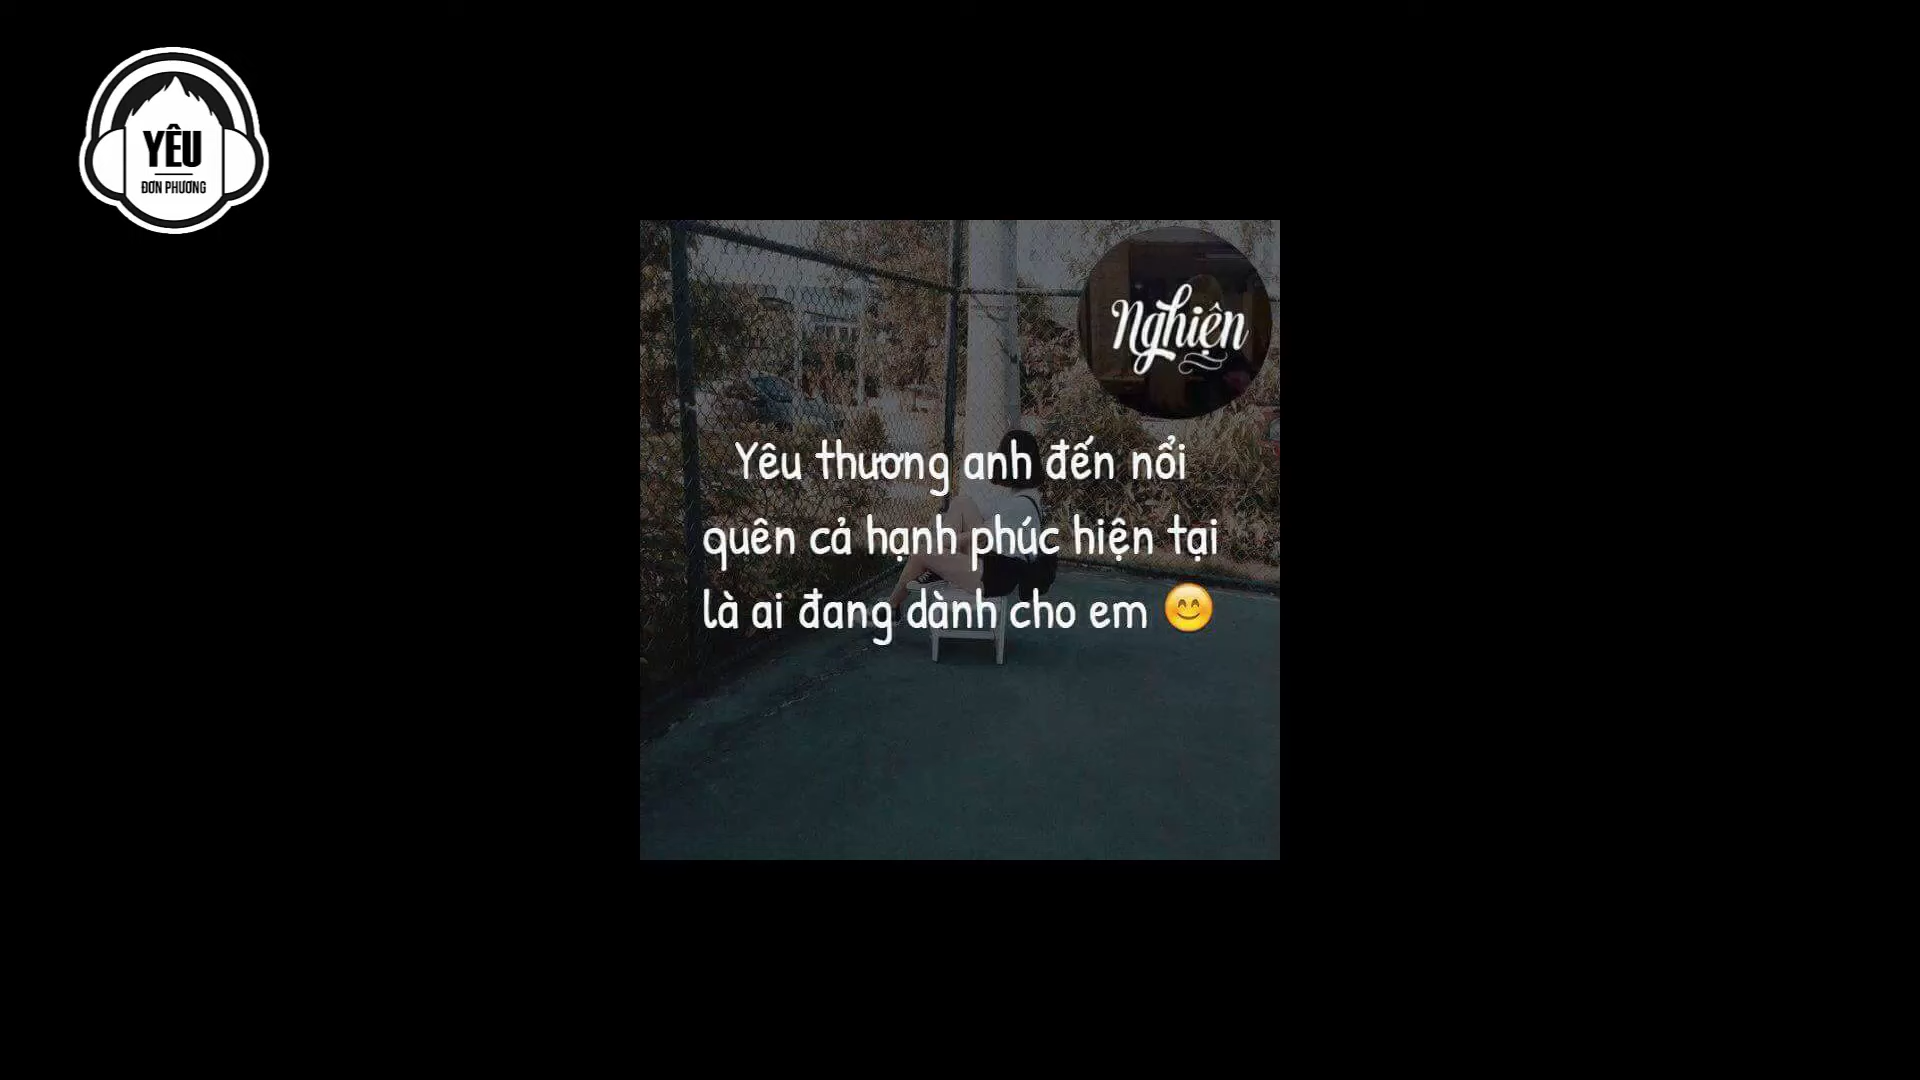 YÊU
ĐƠN PHƯƠNG
Nghiện
Yêu thương anh đến nổi
quên cả hạnh phúc hiện tại
là ai đang dành cho em 😊